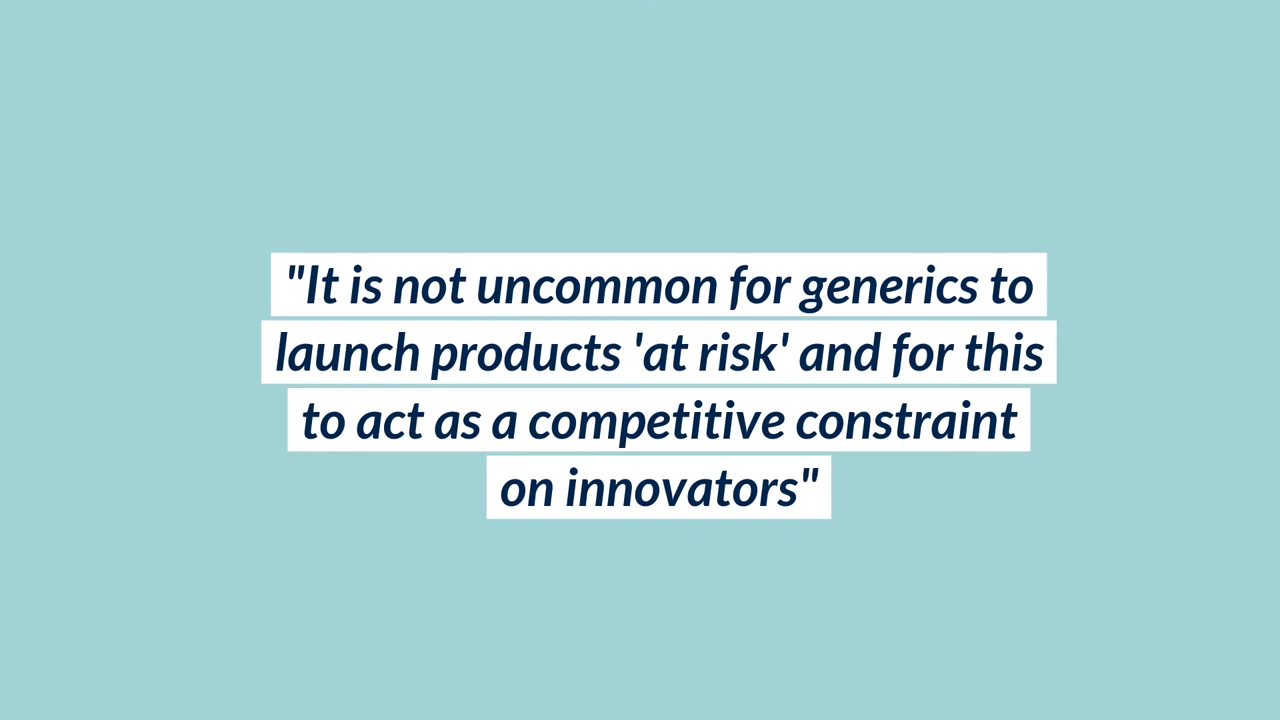 "It is not uncommon for generics to
launch products 'at risk' and for this
to act as a competitive constraint
on innovators"